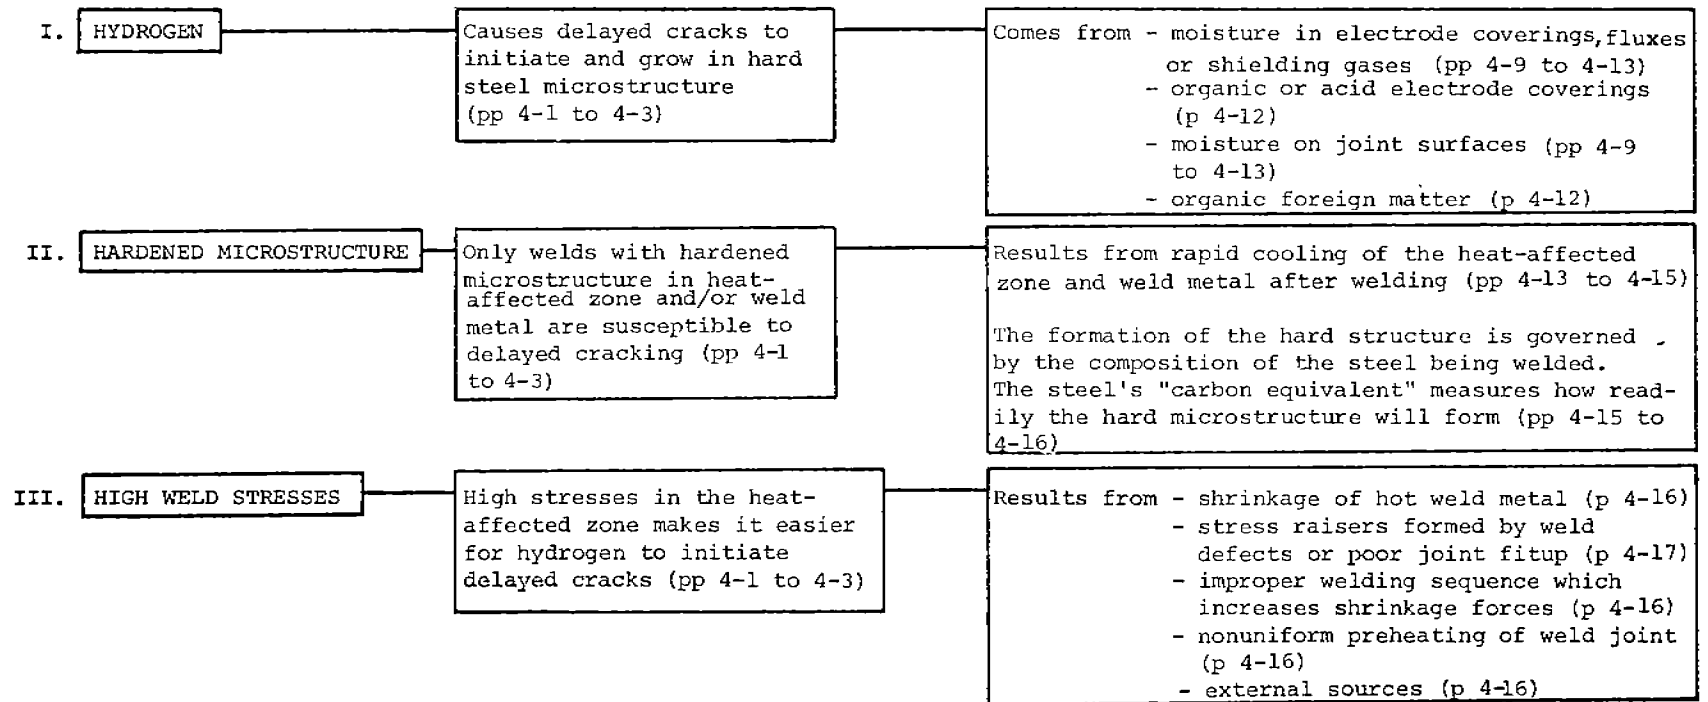 I. HYDROGEN
Causes delayed cracks to
initiate and grow in hard
steel microstructure
(pp 4-1 to 4-3)
Comes from - moisture in electrode coverings, fluxes
or shielding gases (pp 4-9 to 4-13)
- organic or acid electrode coverings
(p 4-12)
- moisture on joint surfaces (pp 4-9
to 4-13)
- organic foreign matter (p 4-12)
II. HARDENED MICROSTRUCTURE
Only welds with hardened
microstructure in heat-
affected zone and/or weld
metal are susceptible to
delayed cracking (pp 4-1
to 4-3)
Results from rapid cooling of the heat-affected
zone and weld metal after welding (pp 4-13 to 4-15)
The formation of the hard structure is governed
by the composition of the steel being welded.
The steel's "carbon equivalent" measures how read-
ily the hard microstructure will form (pp 4-15 to
4-16)
III. HIGH WELD STRESSES
High stresses in the heat-
affected zone makes it easier
for hydrogen to initiate
delayed cracks (pp 4-1 to 4-3)
Results from - shrinkage of hot weld metal (p 4-16)
- stress raisers formed by weld
defects or poor joint fitup (p 4-17)
- improper welding sequence which
increases shrinkage forces (p 4-16)
- nonuniform preheating of weld joint
(p 4-16)
- external sources (p 4-16)